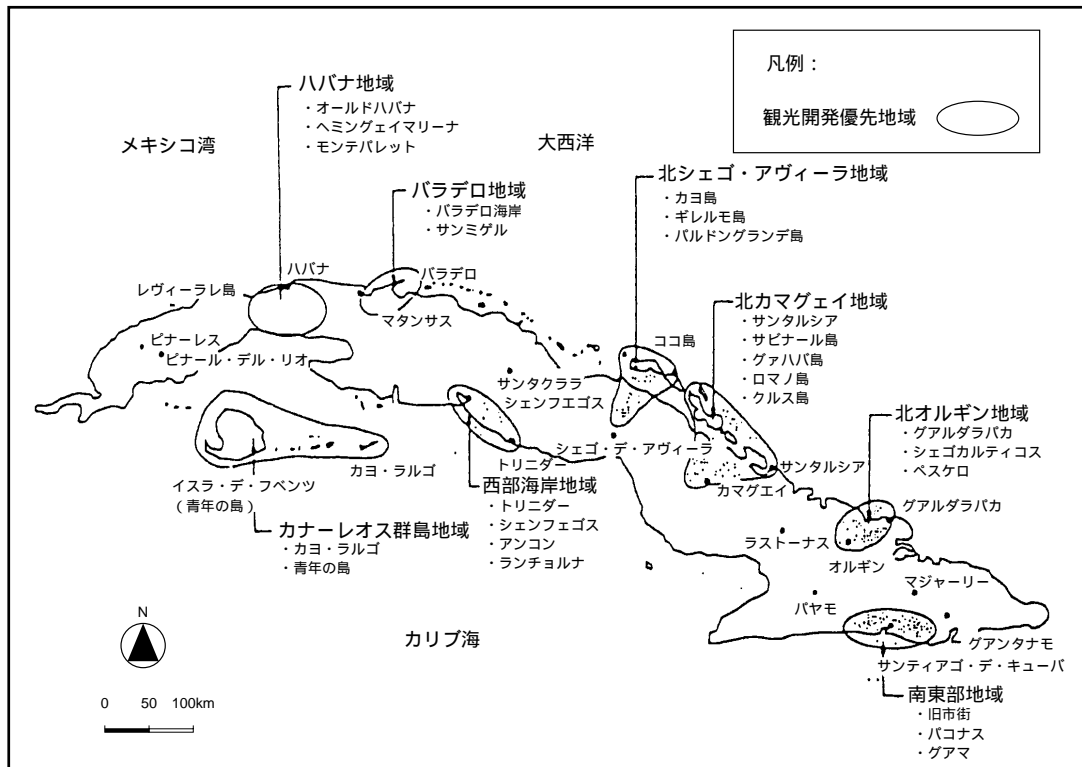 凡例：
観光開発優先地域
ハバナ地域
・オールドハバナ
・ヘミングェイマリーナ
・モンテバレット
メキシコ湾
大西洋
バラデロ地域
・バラデロ海岸
・サンミゲル
北シェゴ・アヴィーラ地域
・カヨ島
・ギレルモ島
・バルドングランデ島
ハバナ
バラデロ
レヴィーラレ島
マタンサス
北カマグェイ地域
・サンタルシア
・サビナール島
・グァハバ島
・ロマノ島
・クルス島
ピナーレス
ピナール・デル・リオ
ココ島
サンタクララ
シェンフエゴス
北オルギン地域
・グアルダラバカ
・シェゴカルティコス
・ペスケロ
シェゴ・デ・アヴィーラ
カヨ・ラルゴ
トリニダー
サンタルシア
カマグエイ
イスラ・デ・フベンツ
（青年の島）
西部海岸地域
・トリニダー
・シェンフェゴス
・アンコン
・ランチョルナ
グアルダラバカ
カナーレオス群島地域
・カヨ・ラルゴ
・青年の島
ラストーナス
オルギン
マジャーリー
バヤモ
N
カリブ海
グアンタナモ
サンティアゴ・デ・キューバ
0 50 100km
南東部地域
・旧市街
・バコナス
・グアマ